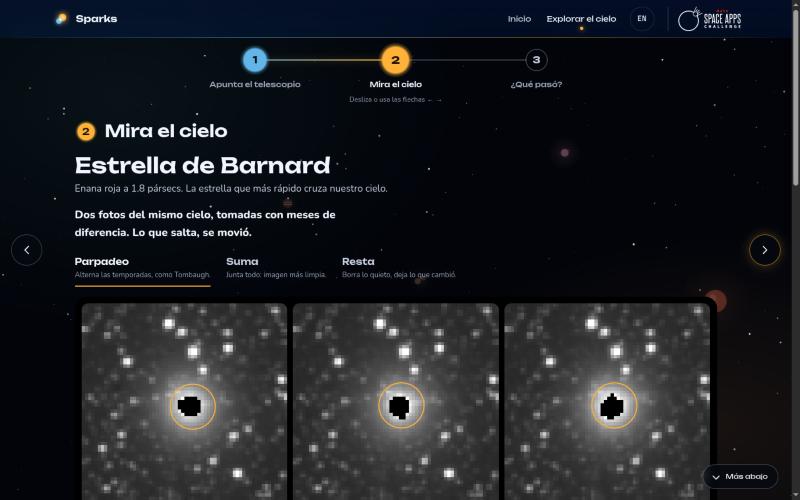 Sparks
Inicio
Explorar el cielo
EN
NASA
SPACE APPS
CHALLENGE
1
2
3
Apunta el telescopio
Mira el cielo
¿Qué pasó?
Desliza o usa las flechas ← →
2 Mira el cielo
Estrella de Barnard
Enana roja a 1.8 pársecs. La estrella que más rápido cruza nuestro cielo.
Dos fotos del mismo cielo, tomadas con meses de
diferencia. Lo que salta, se movió.
Parpadeo
Alterna las temporadas, como Tombaugh.
Suma
Junta todo: imagen más limpia.
Resta
Borra lo quieto, deja lo que cambió.
Más abajo